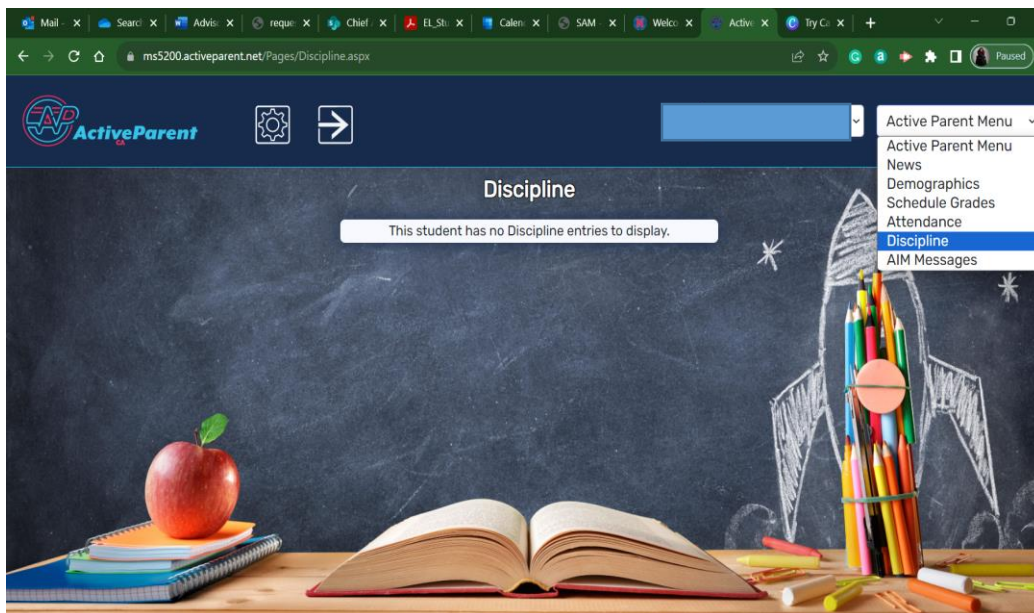 Mail -
Searcl
Advis
reque
Chief
EL_Stu
Calen
SAM -
Welco
Active
Try Ca
ms5200.activeparent.net/Pages/Discipline.aspx
Paused
ActiveParent
CA
Active Parent Menu
Active Parent Menu
News
Demographics
Schedule Grades
Attendance
Discipline
AIM Messages
Discipline
This student has no Discipline entries to display.